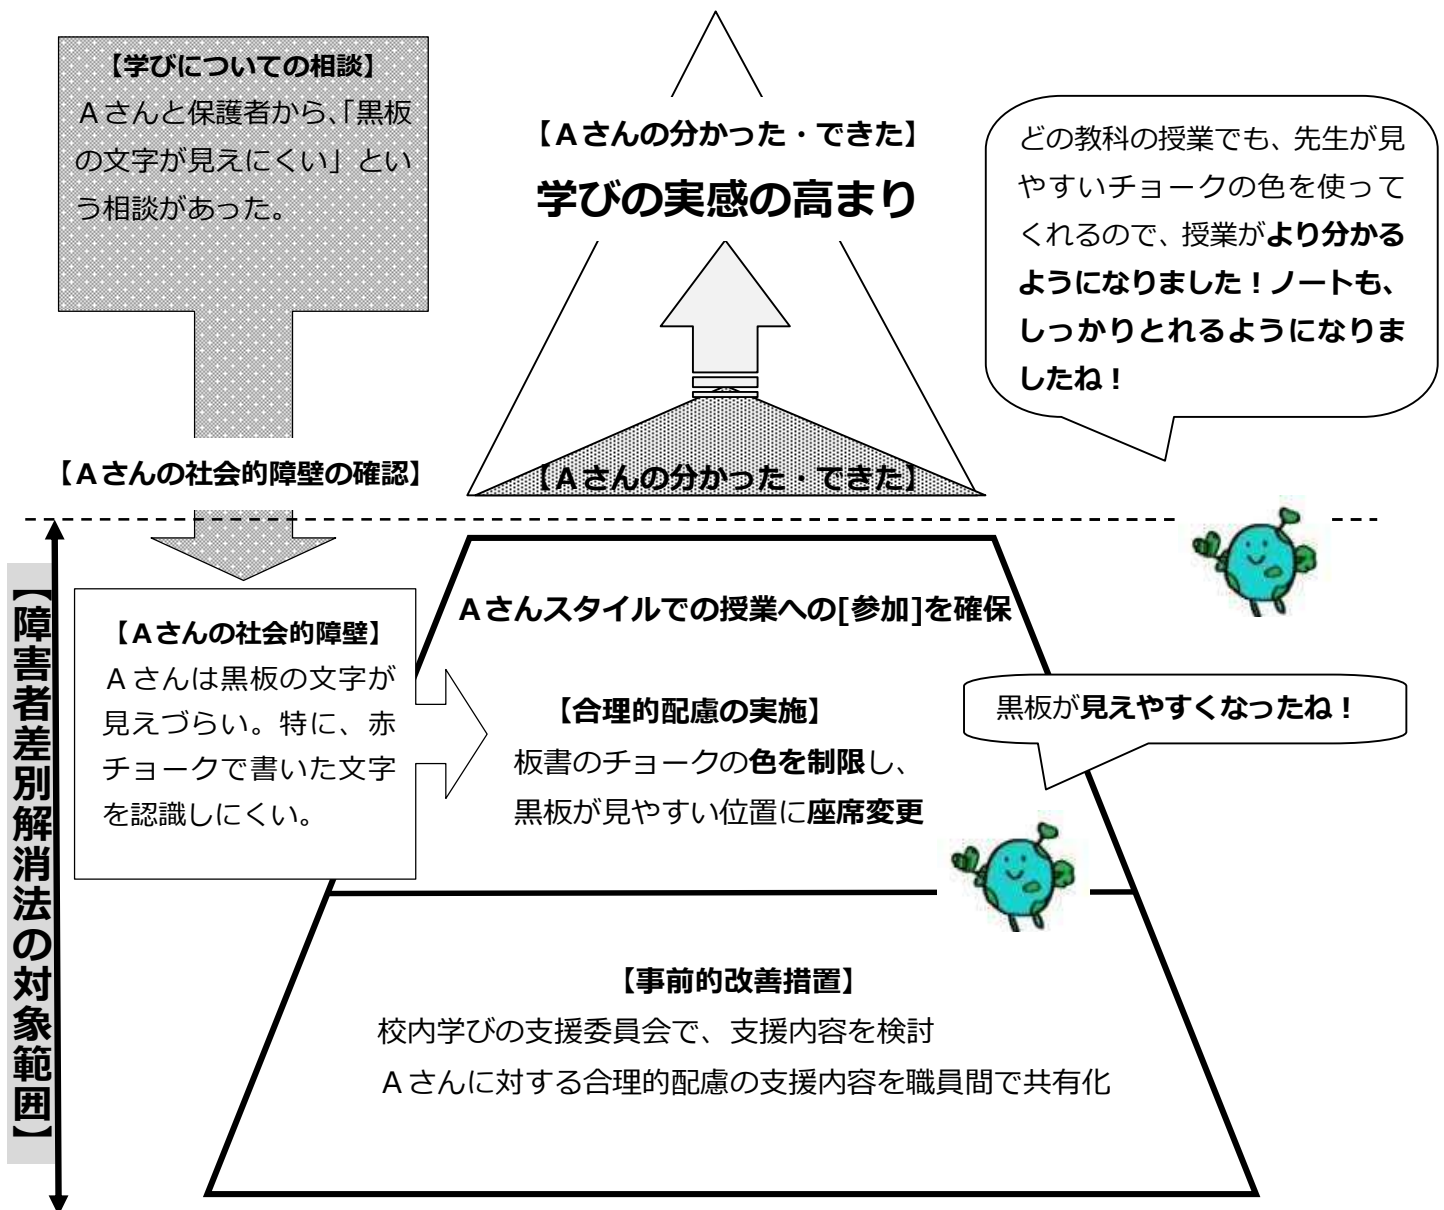 【学びについての相談】
Aさんと保護者から、「黒板
の文字が見えにくい」とい
う相談があった。
【Aさんの分かった・できた】
学びの実感の高まり
どの教科の授業でも、先生が見
やすいチョークの色を使って
くれるので、授業がより分かる
ようになりました！ノートも、
しっかりとれるようになりま
したね！
【Aさんの社会的障壁の確認】
【Aさんの分かった・できた】
【障害者差別解消法の対象範囲】
【Aさんの社会的障壁】
Aさんは黒板の文字が
見えづらい。特に、赤
チョークで書いた文字
を認識しにくい。
Aさんスタイルでの授業への[参加]を確保
【合理的配慮の実施】
板書のチョークの色を制限し、
黒板が見やすい位置に座席変更
黒板が見えやすくなったね！
【事前的改善措置】
校内学びの支援委員会で、支援内容を検討
Aさんに対する合理的配慮の支援内容を職員間で共有化